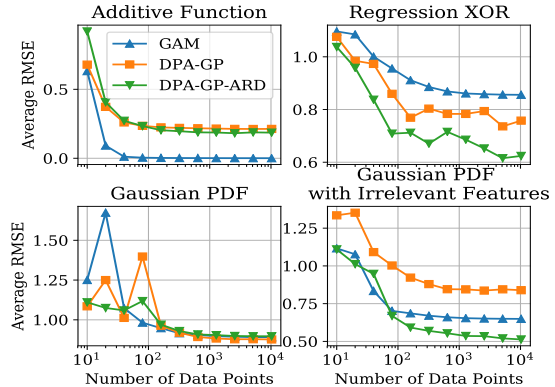 Additive Function
Regression XOR
Average RMSE
0.5
0.0
GAM
DPA-GP
DPA-GP-ARD
1.0
0.8
0.6
Gaussian PDF
Gaussian PDF
with Irrelevant Features
Average RMSE
1.50
1.25
1.00
1.25
1.00
0.75
0.50
10¹ 10² 10³ 10⁴
10¹ 10² 10³ 10⁴
Number of Data Points
Number of Data Points